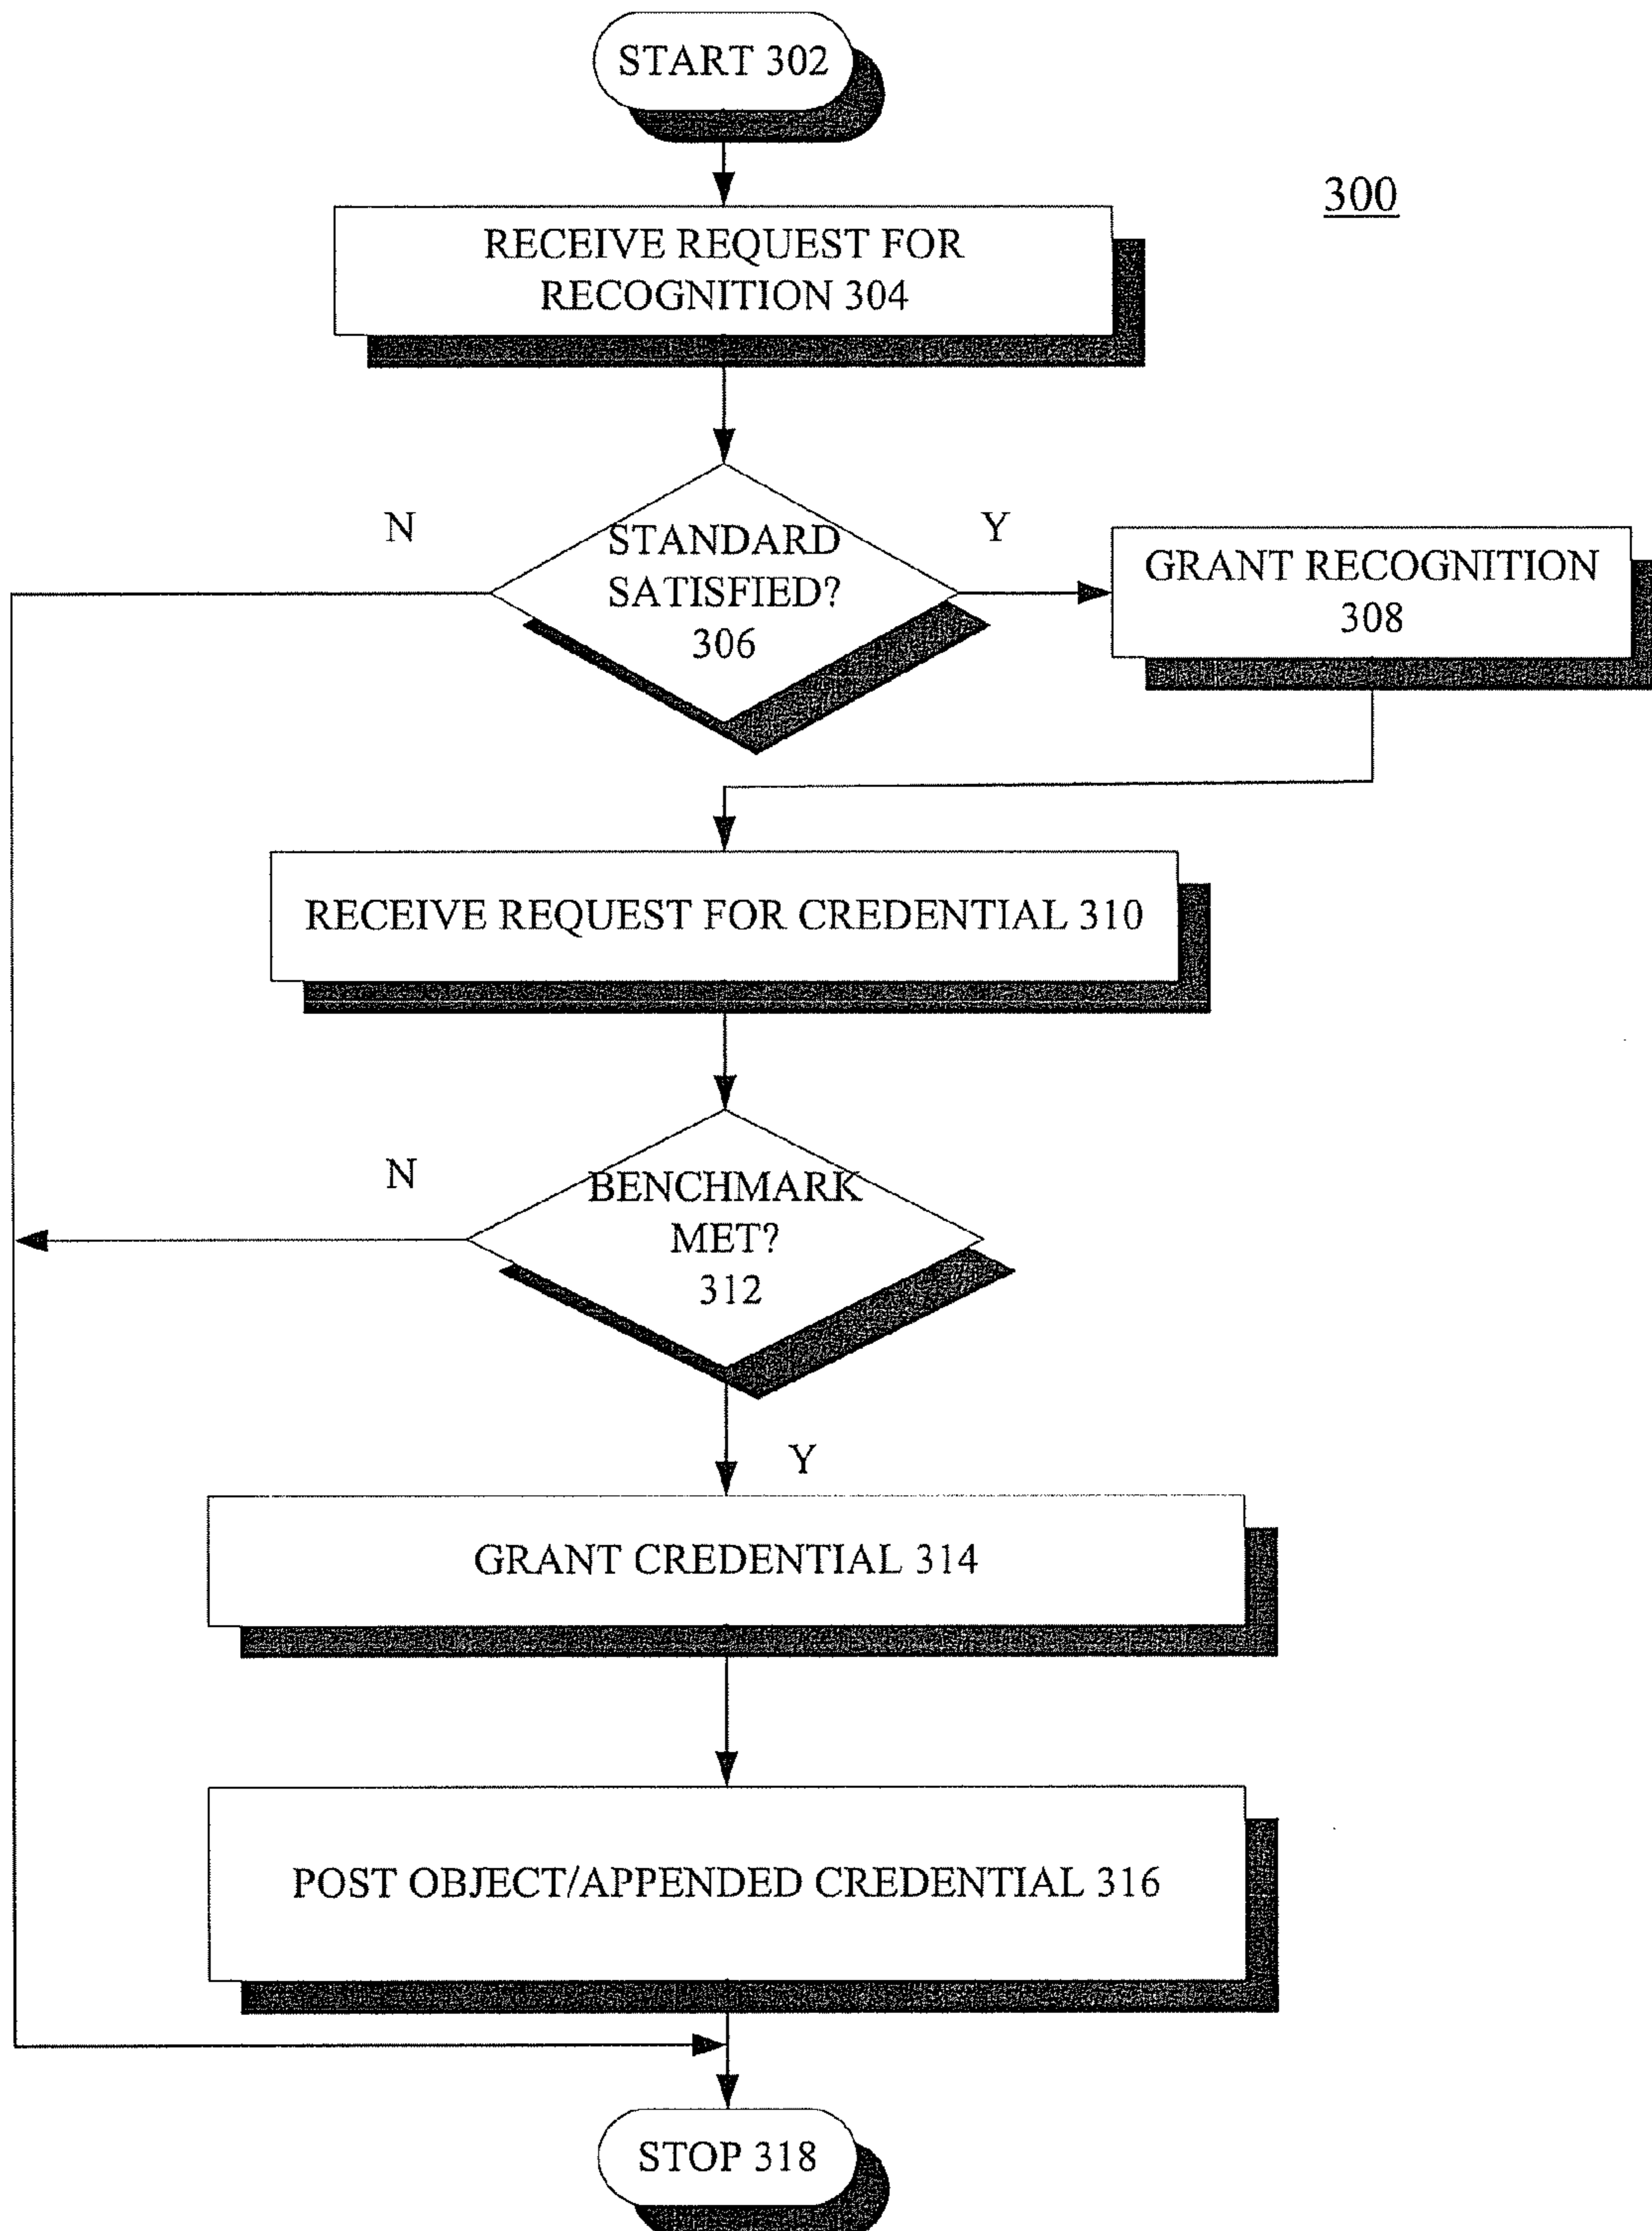 START 302
300
RECEIVE REQUEST FOR
RECOGNITION 304
N
STANDARD
SATISFIED?
306
Y
GRANT RECOGNITION
308
RECEIVE REQUEST FOR CREDENTIAL 310
N
BENCHMARK
MET?
312
Y
GRANT CREDENTIAL 314
POST OBJECT/APPENDED CREDENTIAL 316
STOP 318